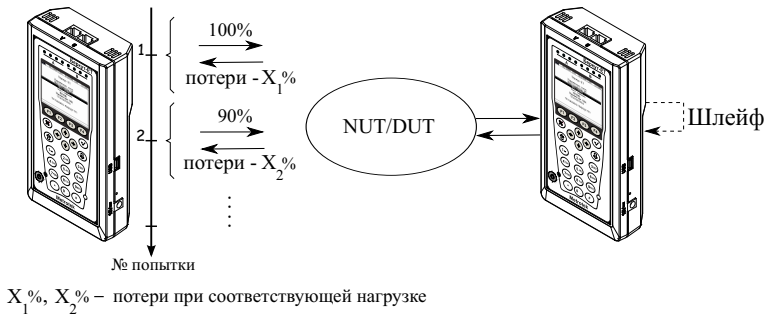 100%
1
потери - X₁%
90%
2
потери - X₂%
NUT/DUT
Шлейф
№ попытки
X₁%, X₂% – потери при соответствующей нагрузке